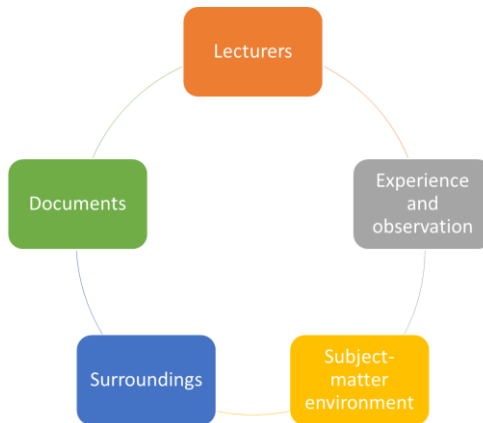 Lecturers
Experience
and
observation
Subject-
matter
environment
Surroundings
Documents